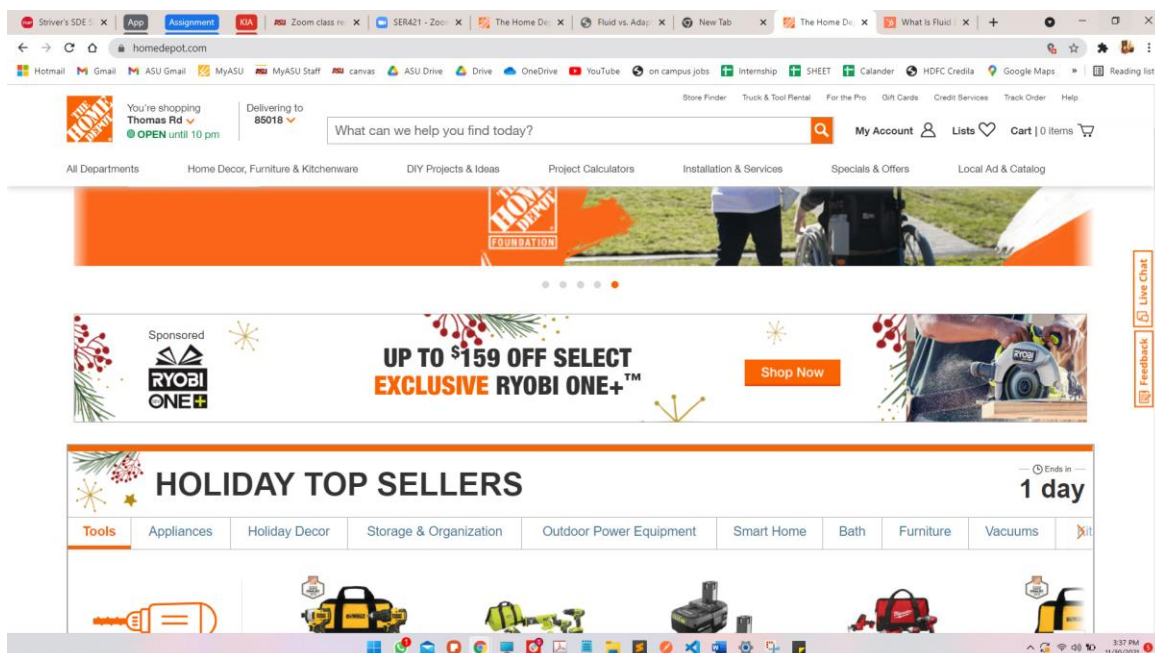 Striver's SDE S
App
Assignment
KIA
Zoom class re
SER421 - Zoo
The Home De
Fluid vs. Adap
New Tab
The Home De
What Is Fluid
homedepot.com
Hotmail
Gmail
ASU Gmail
MyASU
MyASU Staff
canvas
ASU Drive
Drive
OneDrive
YouTube
on campus jobs
Internship
SHEET
Calander
HDFC Credila
Google Maps
»
Reading list
Store Finder
Truck & Tool Rental
For the Pro
Gift Cards
Credit Services
Track Order
Help
THE HOME DEPOT
You're shopping
Thomas Rd
OPEN until 10 pm
Delivering to
85018
What can we help you find today?
My Account
Lists
Cart | 0 items
All Departments
Home Decor, Furniture & Kitchenware
DIY Projects & Ideas
Project Calculators
Installation & Services
Specials & Offers
Local Ad & Catalog
THE HOME DEPOT
FOUNDATION
Live Chat
Feedback
Sponsored
RYOBI
ONE+
UP TO $159 OFF SELECT
EXCLUSIVE RYOBI ONE+™
Shop Now
RYOBI
HOLIDAY TOP SELLERS
Ends in
1 day
Tools
Appliances
Holiday Decor
Storage & Organization
Outdoor Power Equipment
Smart Home
Bath
Furniture
Vacuums
Kit
3:37 PM
11/30/2021